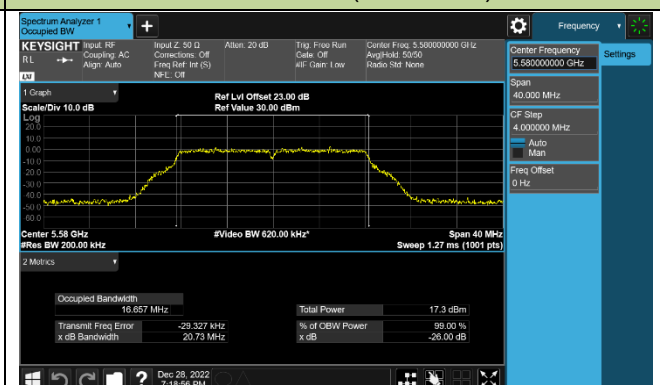 Spectrum Analyzer 1
Occupied BW
+
Frequency
KEYSIGHT
RL
Input: RF
Coupling: AC
Align: Auto
Input Z: 50 Ω
Corrections: Off
Freq Ref: Int (S)
NFE: Off
Atten: 20 dB
Trig: Free Run
Gate: Off
#IF Gain: Low
Center Freq: 5.580000000 GHz
Avg|Hold: 50/50
Radio Std: None
Center Frequency
5.580000000 GHz
Settings
Span
40.000 MHz
CF Step
4.000000 MHz
Auto
Man
Freq Offset
0 Hz
1 Graph
Scale/Div 10.0 dB
Ref Lvl Offset 23.00 dB
Ref Value 30.00 dBm
Log
20.0
10.0
0.00
-10.0
-20.0
-30.0
-40.0
-50.0
-60.0
Center 5.58 GHz
#Video BW 620.00 kHz*
Span 40 MHz
#Res BW 200.00 kHz
Sweep 1.27 ms (1001 pts)
2 Metrics
Occupied Bandwidth
16.657 MHz
Total Power
17.3 dBm
Transmit Freq Error
-29.327 kHz
% of OBW Power
99.00 %
x dB Bandwidth
20.73 MHz
x dB
-26.00 dB
?
Dec 28, 2022
7:18:56 PM